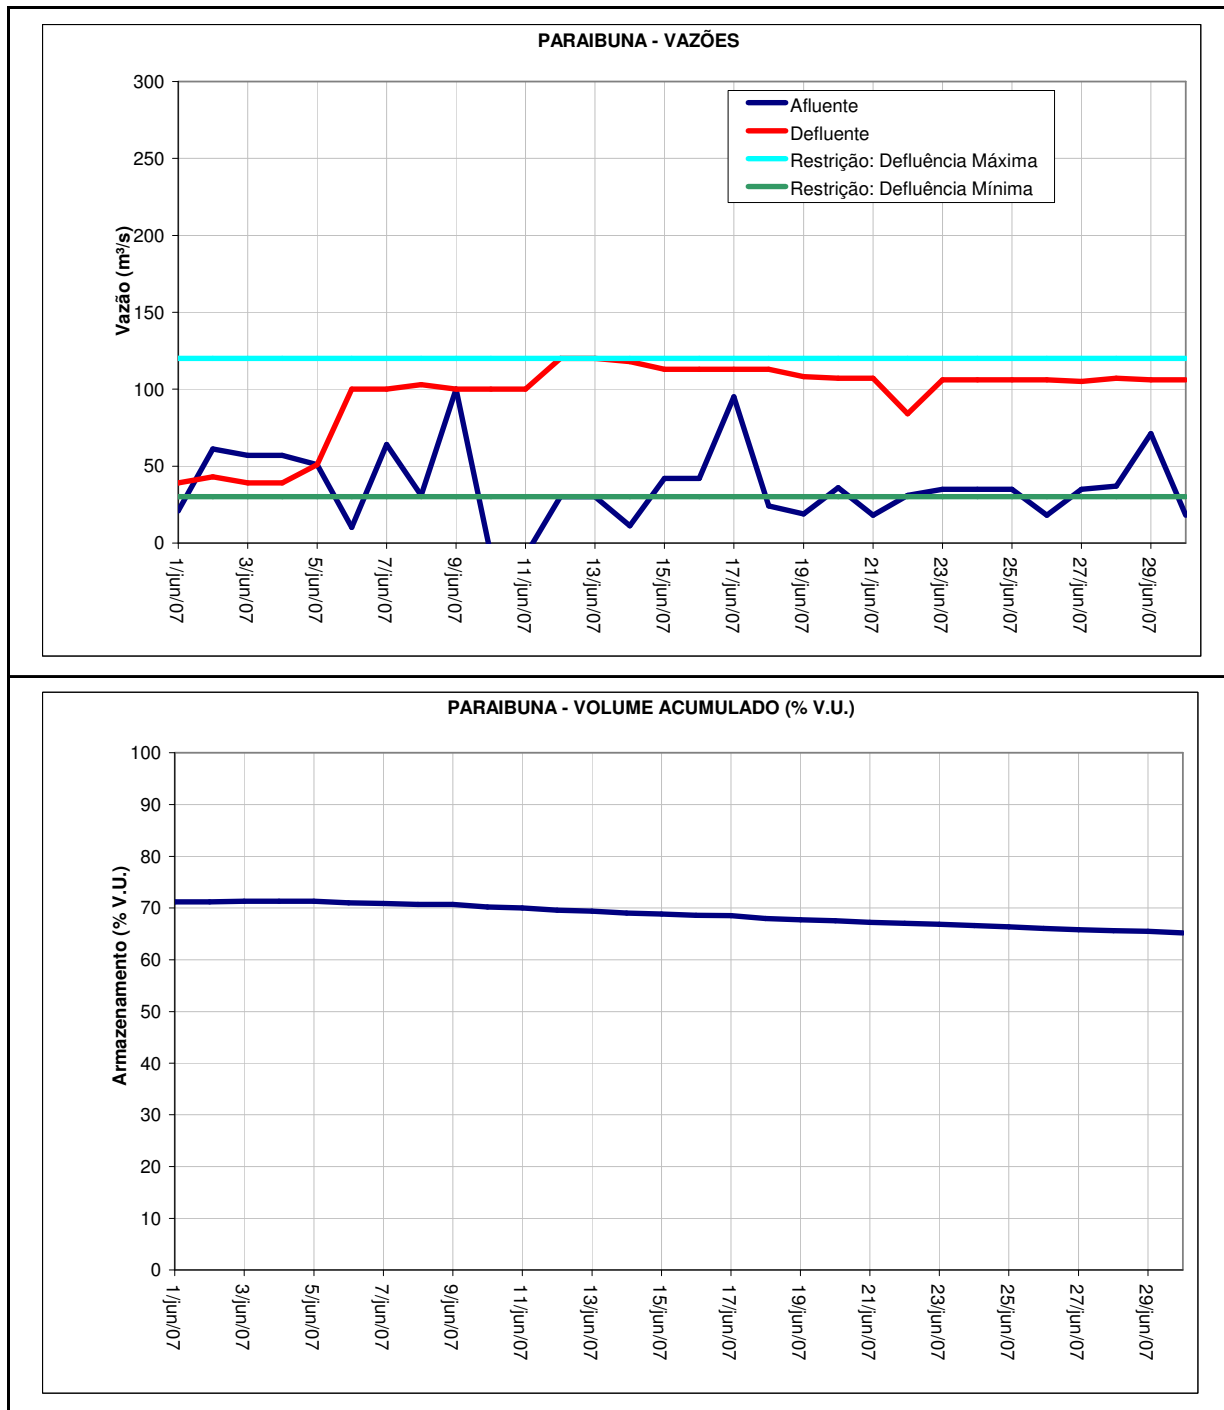 PARAIBUNA - VAZÕES
300
250
200
150
100
50
0
Vazão (m³/s)
Afluente
Defluente
Restrição: Defluência Máxima
Restrição: Defluência Mínima
1/jun/07
3/jun/07
5/jun/07
7/jun/07
9/jun/07
11/jun/07
13/jun/07
15/jun/07
17/jun/07
19/jun/07
21/jun/07
23/jun/07
25/jun/07
27/jun/07
29/jun/07
PARAIBUNA - VOLUME ACUMULADO (% V.U.)
100
90
80
70
60
50
40
30
20
10
0
Armazenamento (% V.U.)
1/jun/07
3/jun/07
5/jun/07
7/jun/07
9/jun/07
11/jun/07
13/jun/07
15/jun/07
17/jun/07
19/jun/07
21/jun/07
23/jun/07
25/jun/07
27/jun/07
29/jun/07